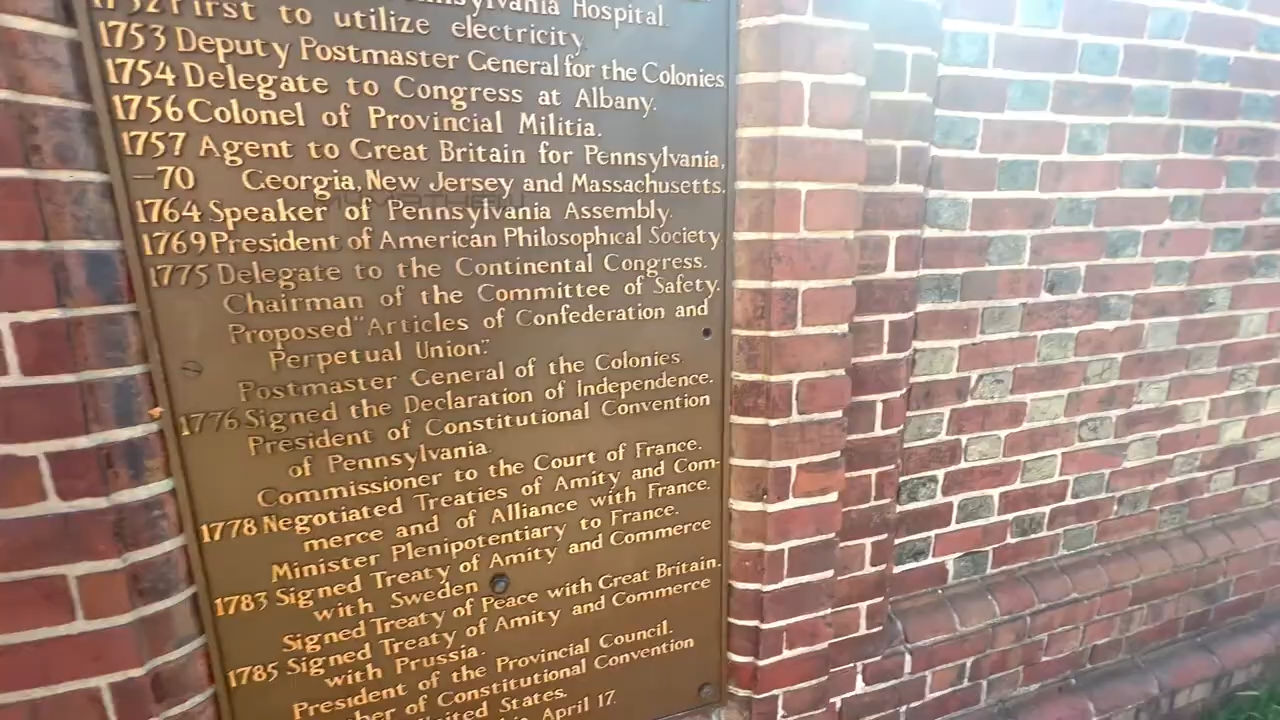 Hospital.
First to utilize electricity.
1753 Deputy Postmaster General for the Colonies
1754 Delegate to Congress at Albany.
1756 Colonel of Provincial Militia.
1757 Agent to Great Britain for Pennsylvania,
—70 Georgia, New Jersey and Massachusetts.
1764 Speaker of Pennsylvania Assembly.
1769 President of American Philosophical Society
1775 Delegate to the Continental Congress.
Chairman of the Committee of Safety.
Proposed "Articles of Confederation and
Perpetual Union."
Postmaster General of the Colonies.
1776 Signed the Declaration of Independence.
President of Constitutional Convention
of Pennsylvania.
Commissioner to the Court of France.
1778 Negotiated Treaties of Amity and Com-
merce and of Alliance with France.
Minister Plenipotentiary to France.
1783 Signed Treaty of Amity and Commerce
with Sweden
Signed Treaty of Peace with Great Britain.
1785 Signed Treaty of Amity and Commerce
with Prussia.
President of the Provincial Council.
of Constitutional Convention
United States.
April 17.